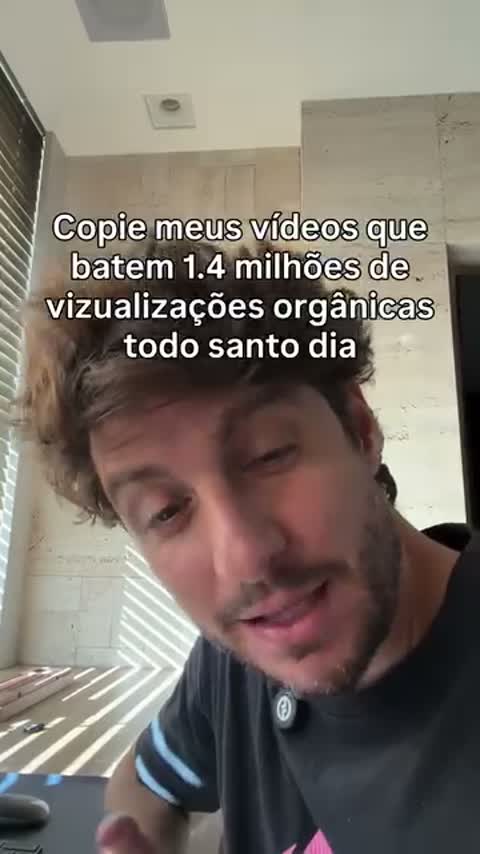 Copie meus vídeos que
batem 1.4 milhões de
vizualizações orgânicas
todo santo dia